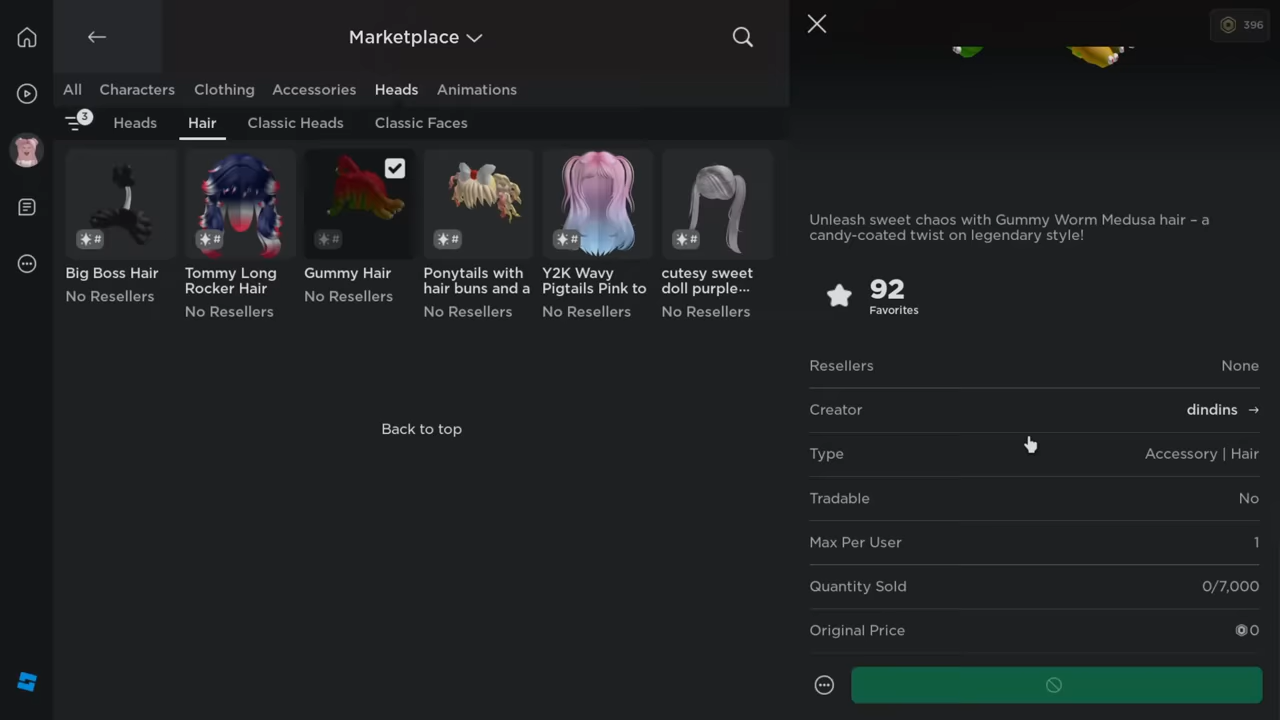 Marketplace
396
All Characters Clothing Accessories Heads Animations
3
Heads Hair Classic Heads Classic Faces
#
#
#
#
#
#
Big Boss Hair
No Resellers
Tommy Long
Rocker Hair
No Resellers
Gummy Hair
No Resellers
Ponytails with
hair buns and a
No Resellers
Y2K Wavy
Pigtails Pink to
No Resellers
cutesy sweet
doll purple...
No Resellers
Back to top
Unleash sweet chaos with Gummy Worm Medusa hair – a
candy-coated twist on legendary style!
92
Favorites
Resellers None
Creator dindins →
Type Accessory | Hair
Tradable No
Max Per User 1
Quantity Sold 0/7,000
Original Price 0